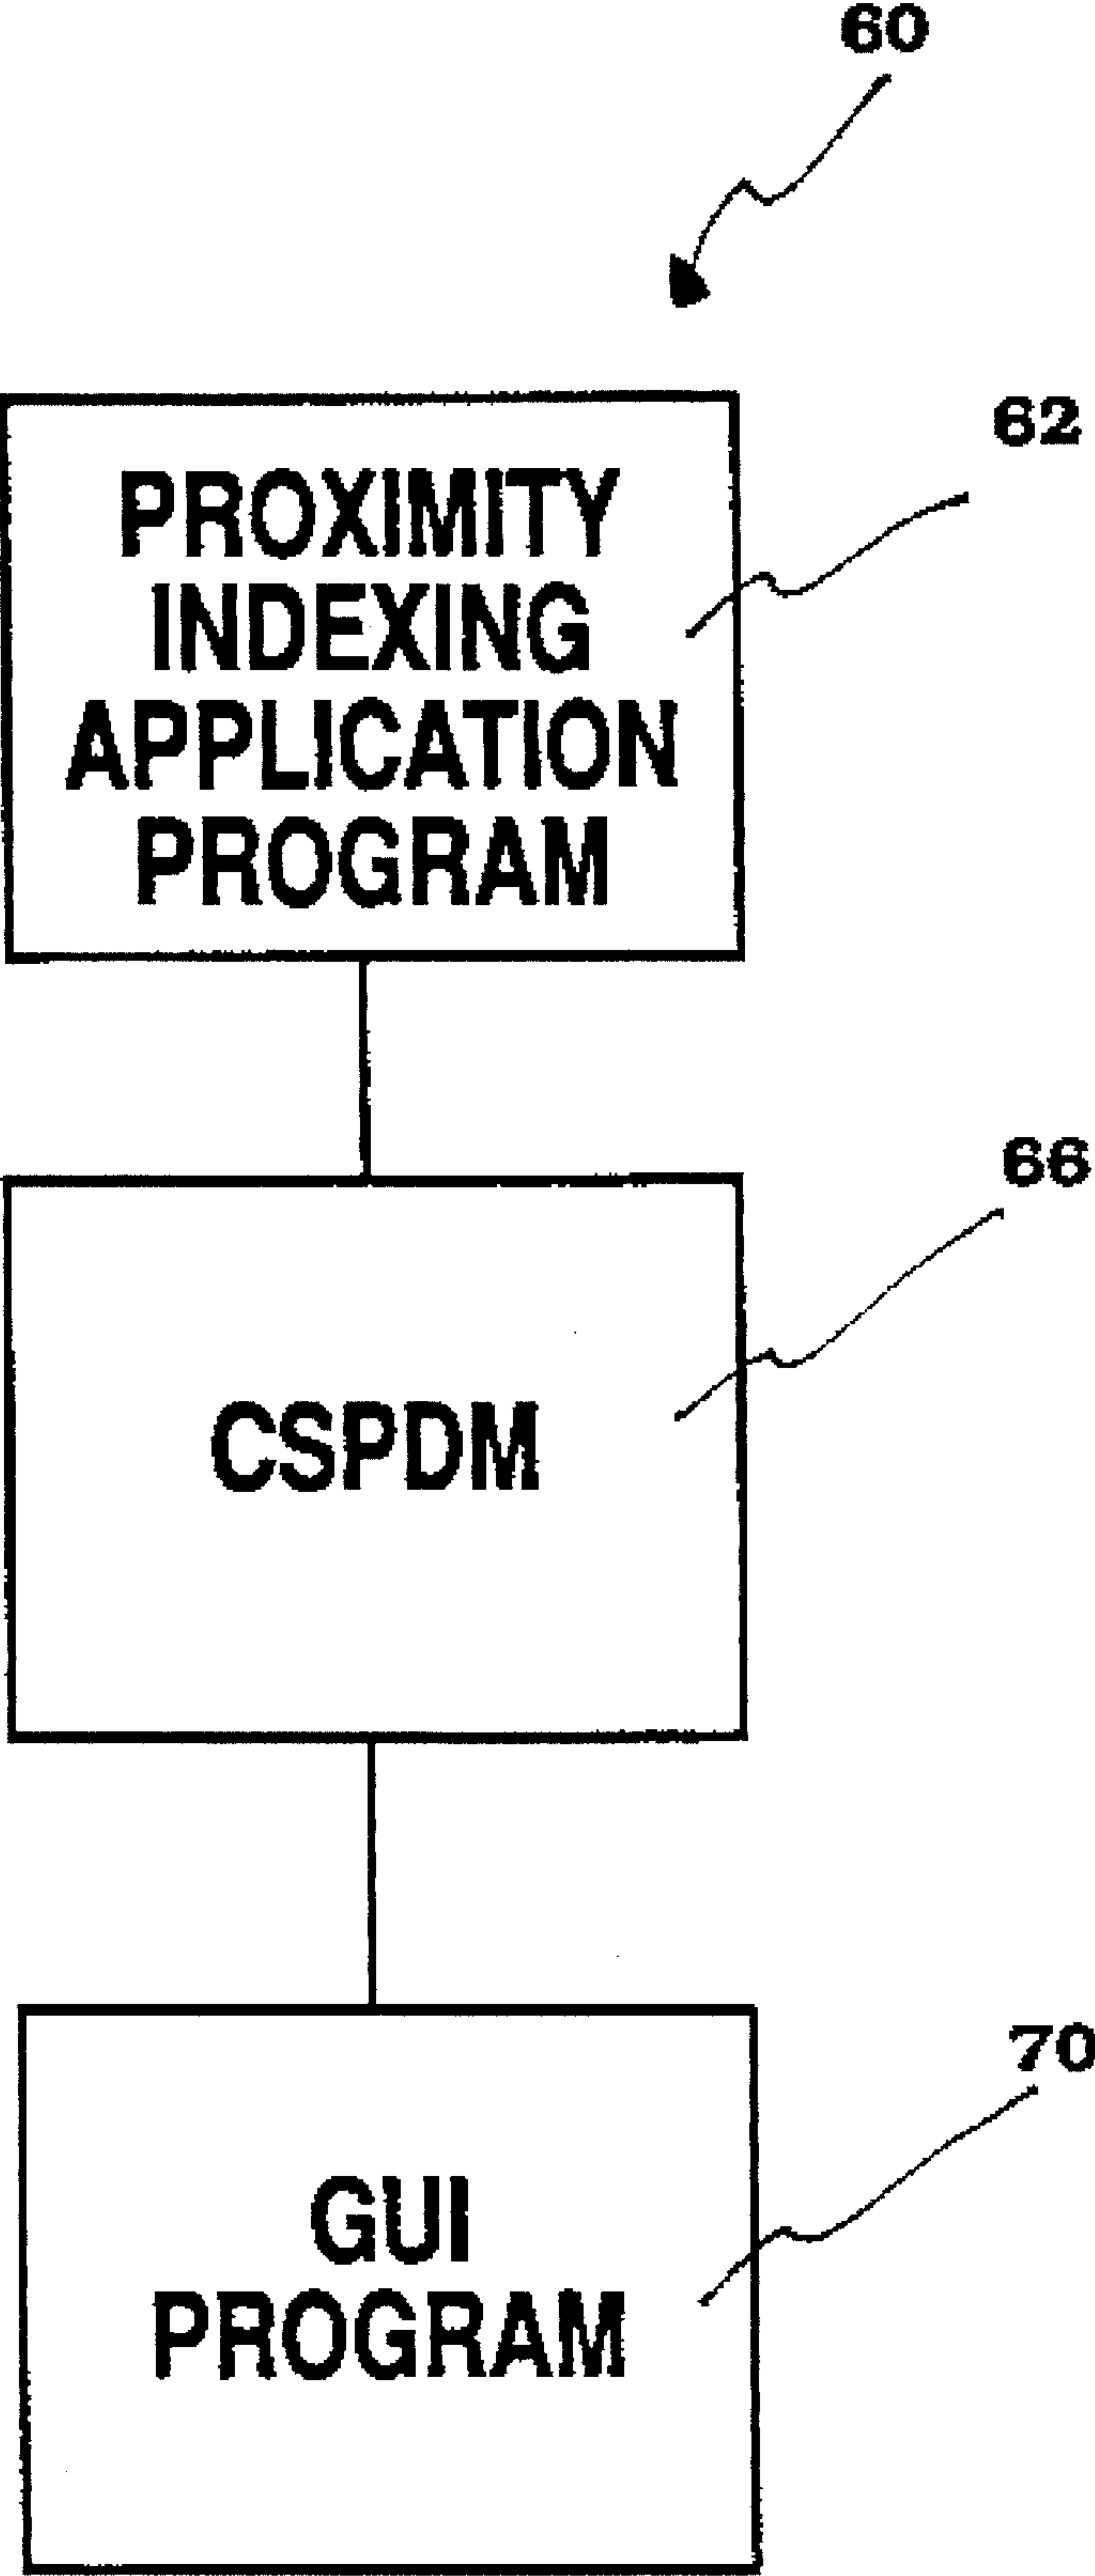 60
62
PROXIMITY
INDEXING
APPLICATION
PROGRAM
66
CSPDM
70
GUI
PROGRAM